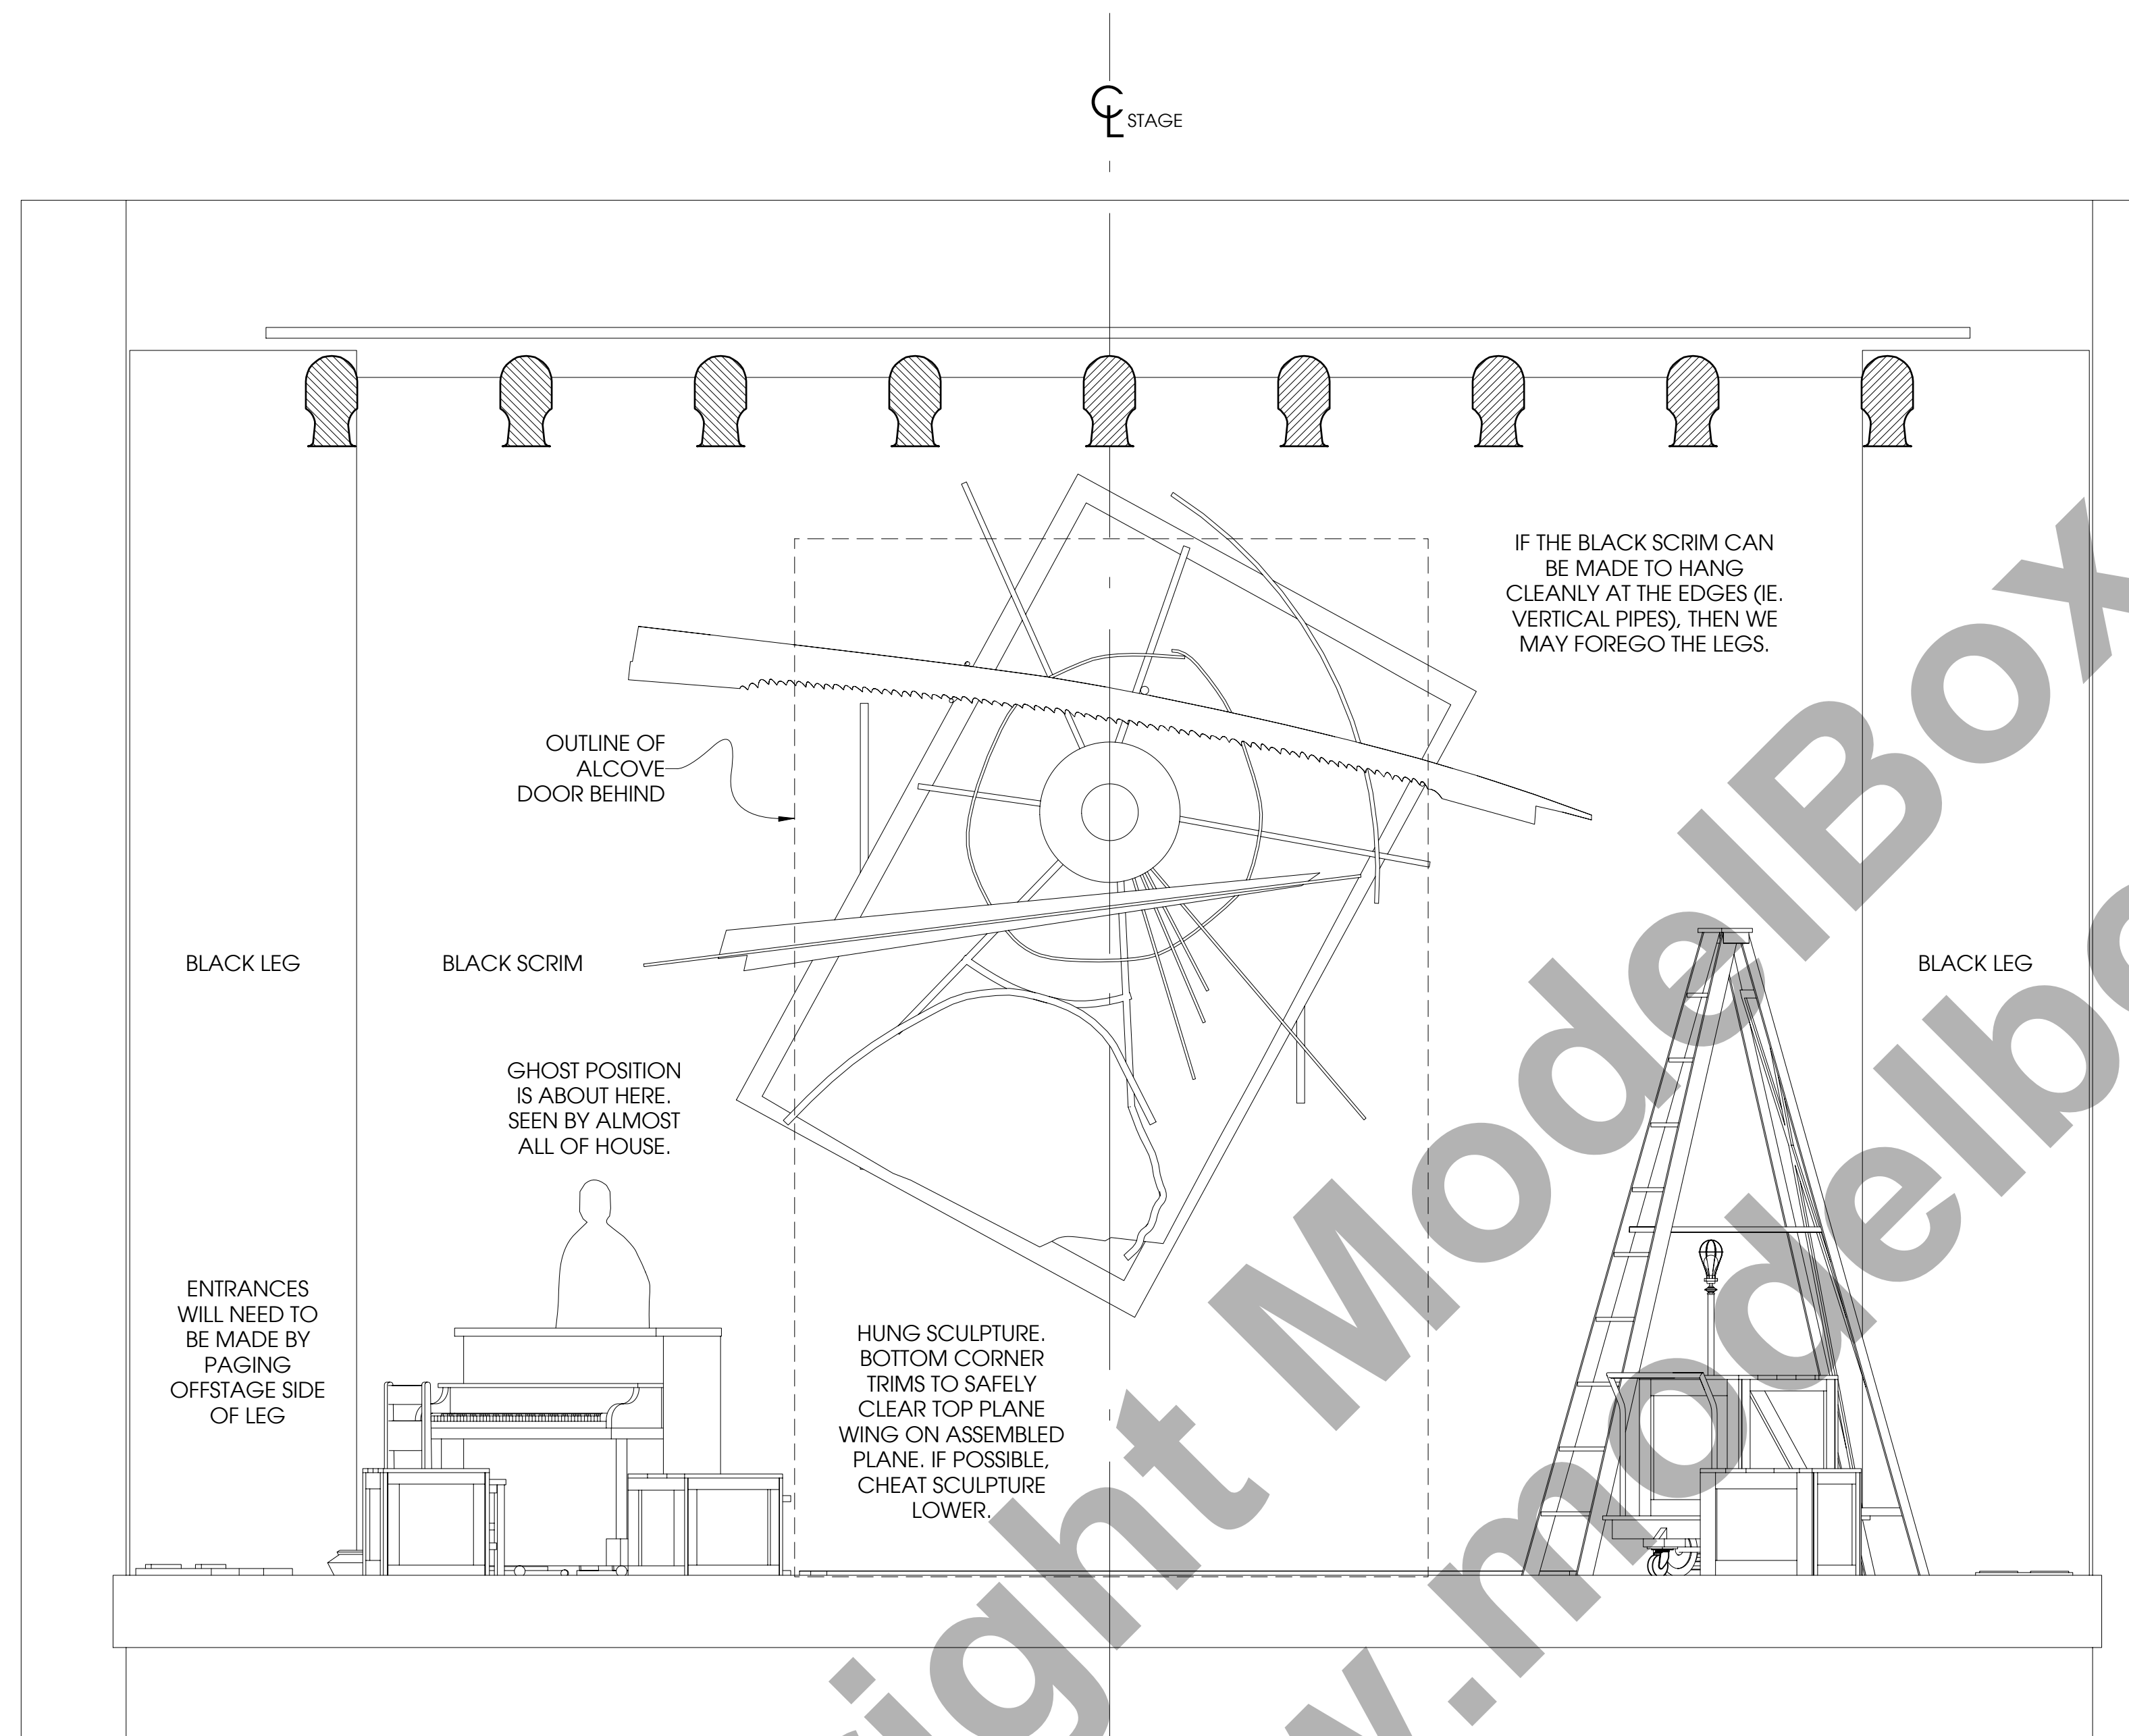 CL STAGE
IF THE BLACK SCRIM CAN
BE MADE TO HANG
CLEANLY AT THE EDGES (IE.
VERTICAL PIPES), THEN WE
MAY FOREGO THE LEGS.
OUTLINE OF
ALCOVE
DOOR BEHIND
BLACK LEG
BLACK SCRIM
BLACK LEG
GHOST POSITION
IS ABOUT HERE.
SEEN BY ALMOST
ALL OF HOUSE.
ENTRANCES
WILL NEED TO
BE MADE BY
PAGING
OFFSTAGE SIDE
OF LEG
HUNG SCULPTURE.
BOTTOM CORNER
TRIMS TO SAFELY
CLEAR TOP PLANE
WING ON ASSEMBLED
PLANE. IF POSSIBLE,
CHEAT SCULPTURE
LOWER.
right ModelBox
w.modelbo